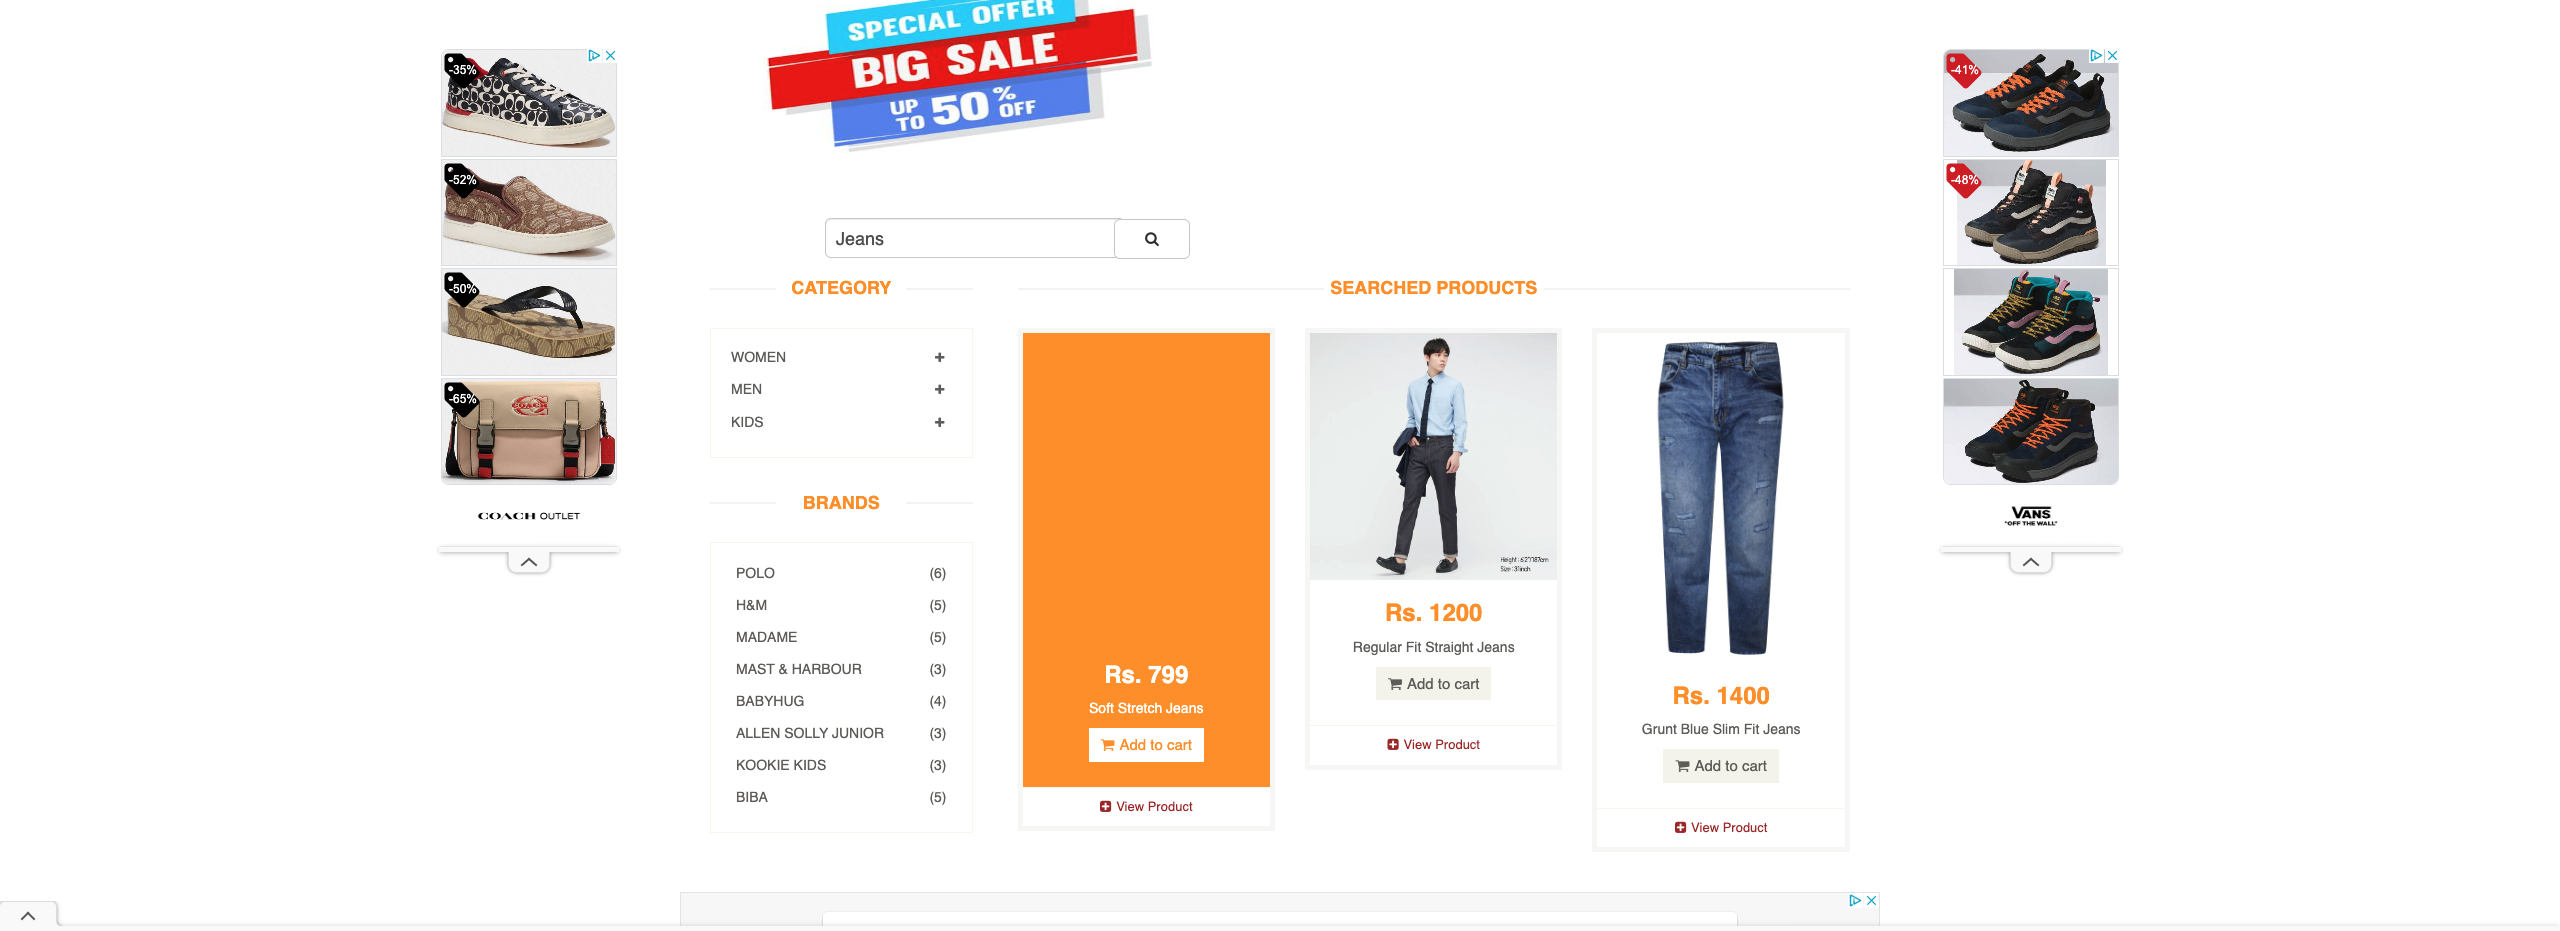 SPECIAL OFFER
BIG SALE
UP TO 50% OFF
-35%
-52%
-50%
-65%
COACH
COACH OUTLET
Jeans
CATEGORY
WOMEN
MEN
KIDS
BRANDS
POLO (6)
H&M (5)
MADAME (5)
MAST & HARBOUR (3)
BABYHUG (4)
ALLEN SOLLY JUNIOR (3)
KOOKIE KIDS (3)
BIBA (5)
SEARCHED PRODUCTS
Rs. 799
Soft Stretch Jeans
Add to cart
View Product
Size : 31inch
Rs. 1200
Regular Fit Straight Jeans
Add to cart
View Product
Rs. 1400
Grunt Blue Slim Fit Jeans
Add to cart
View Product
-41%
-48%
VANS
"OFF THE WALL"